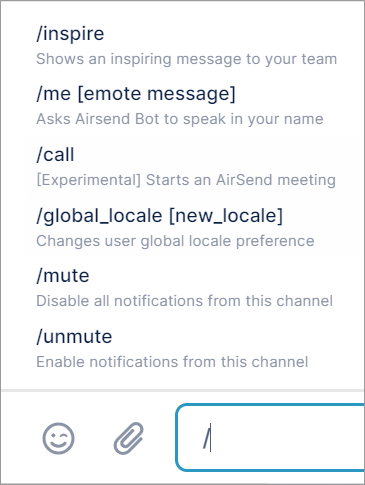 /inspire
Shows an inspiring message to your team
/me [emote message]
Asks Airsend Bot to speak in your name
/call
[Experimental] Starts an AirSend meeting
/global_locale [new_locale]
Changes user global locale preference
/mute
Disable all notifications from this channel
/unmute
Enable notifications from this channel
/